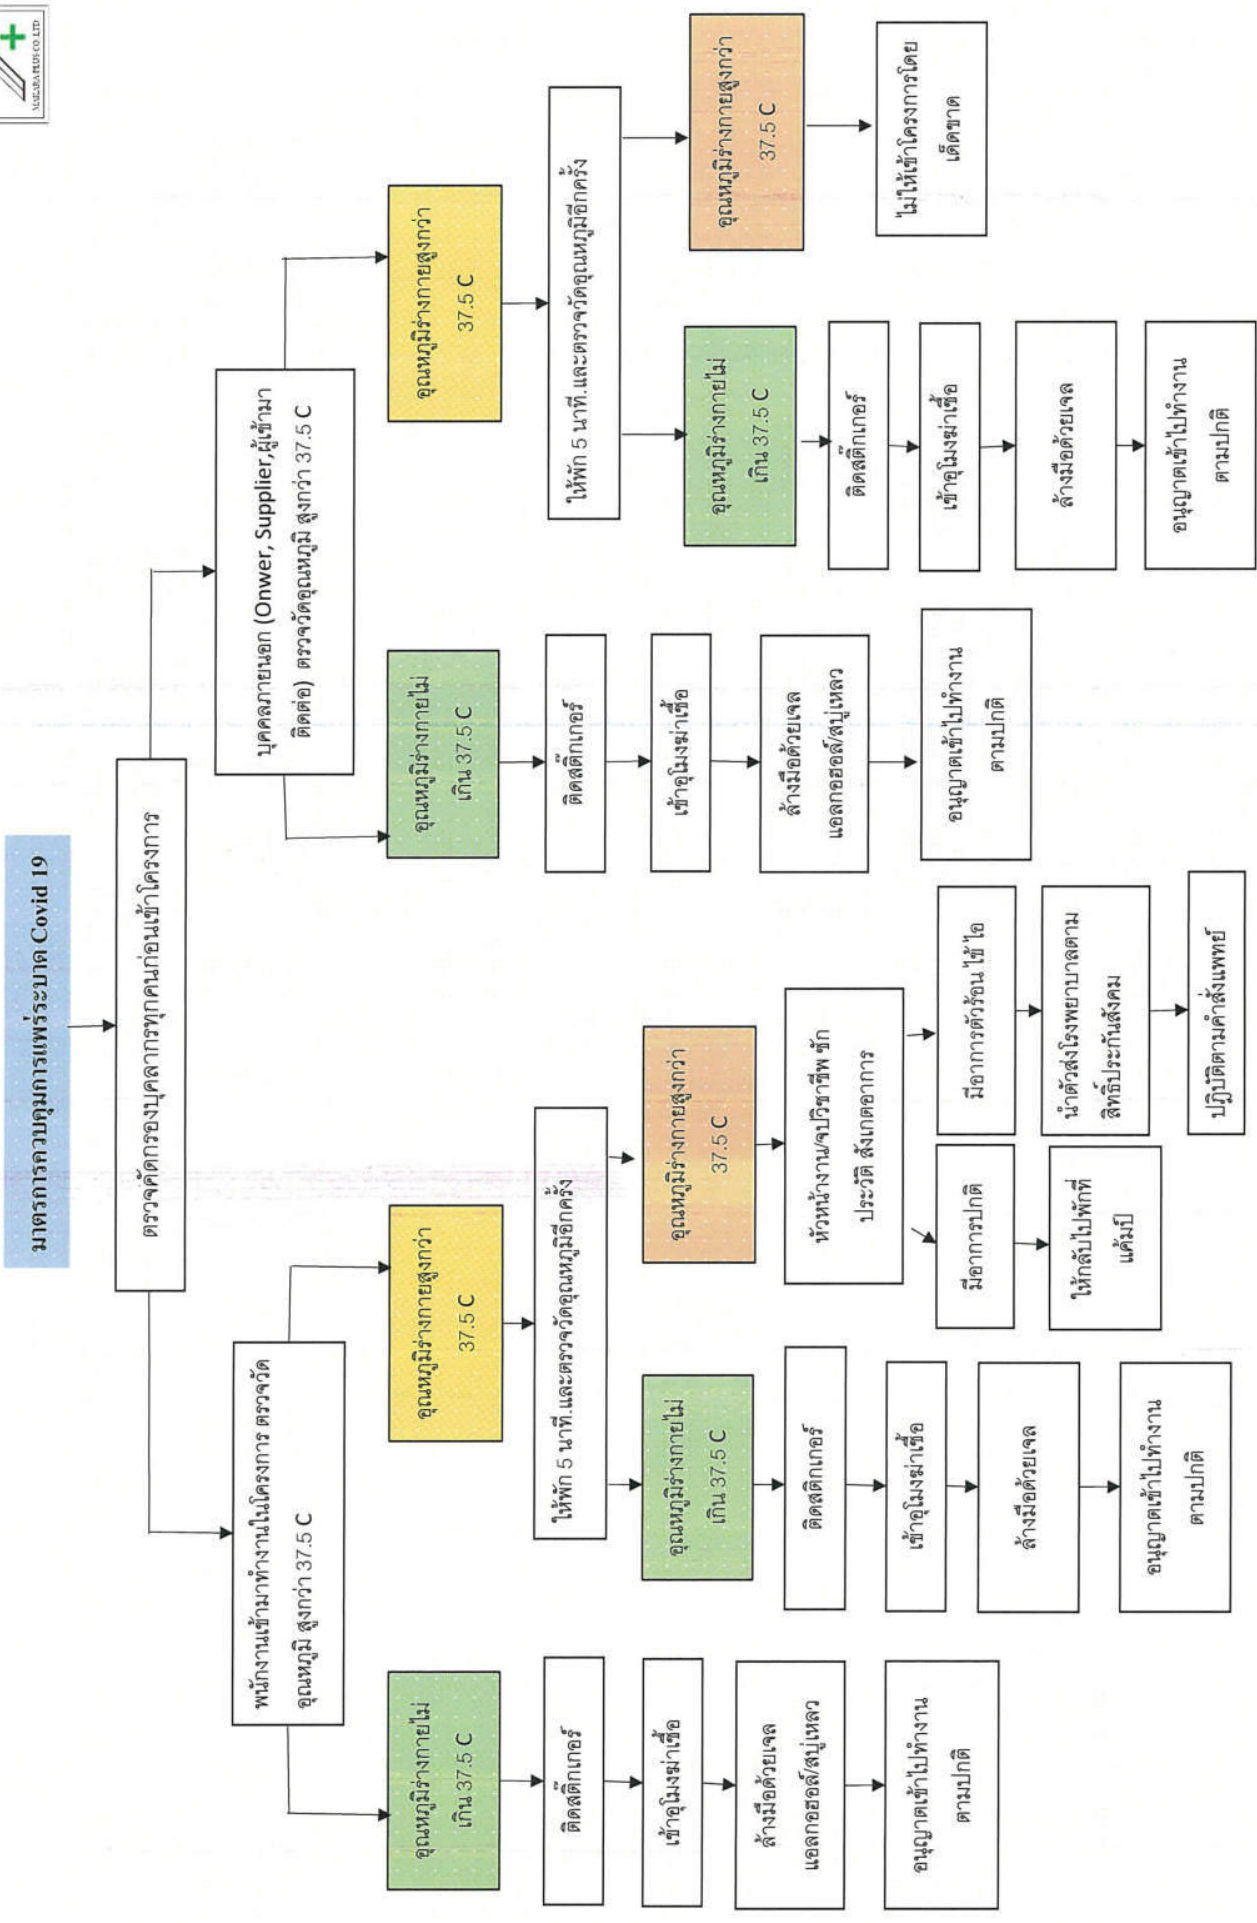 มาตรการควบคุมการแพร่ระบาด Covid 19
ตรวจคัดกรองบุคลากรทุกคนก่อนเข้าโครงการ
พนักงานเข้ามาทำงานในโครงการ ตรวจวัด
อุณหภูมิ สูงกว่า 37.5 C
อุณหภูมิร่างกายไม่
เกิน 37.5 C
ติดสติ๊กเกอร์
เข้าอุโมงฆ่าเชื้อ
ล้างมือด้วยเจล
แอลกอฮอล์/สบู่เหลว
อนุญาตเข้าไปทำงาน
ตามปกติ
อุณหภูมิร่างกายสูงกว่า
37.5 C
ให้พัก 5 นาที.และตรวจวัดอุณหภูมิอีกครั้ง
อุณหภูมิร่างกายไม่
เกิน 37.5 C
ติดสติกเกอร์
เข้าอุโมงฆ่าเชื้อ
ล้างมือด้วยเจล
อนุญาตเข้าไปทำงาน
ตามปกติ
อุณหภูมิร่างกายสูงกว่า
37.5 C
หัวหน้างาน/จปวิชาชีพ ซัก
ประวัติ สังเกตอาการ
มีอาการปกติ
ให้กลับไปพักที่
แค้มป์
มีอาการตัวร้อน ไข้ ไอ
นำตัวส่งโรงพยาบาลตาม
สิทธิ์ประกันสังคม
ปฏิบัติตามคำสั่งแพทย์
บุคคลภายนอก (Onwer, Supplier,ผู้เข้ามา
ติดต่อ) ตรวจวัดอุณหภูมิ สูงกว่า 37.5 C
อุณหภูมิร่างกายไม่
เกิน 37.5 C
ติดสติ๊กเกอร์
เข้าอุโมงฆ่าเชื้อ
ล้างมือด้วยเจล
แอลกอฮอล์/สบู่เหลว
อนุญาตเข้าไปทำงาน
ตามปกติ
อุณหภูมิร่างกายสูงกว่า
37.5 C
ให้พัก 5 นาที.และตรวจวัดอุณหภูมิอีกครั้ง
อุณหภูมิร่างกายไม่
เกิน 37.5 C
ติดสติ๊กเกอร์
เข้าอุโมงฆ่าเชื้อ
ล้างมือด้วยเจล
อนุญาตเข้าไปทำงาน
ตามปกติ
อุณหภูมิร่างกายสูงกว่า
37.5 C
ไม่ให้เข้าโครงการโดย
เด็ดขาด